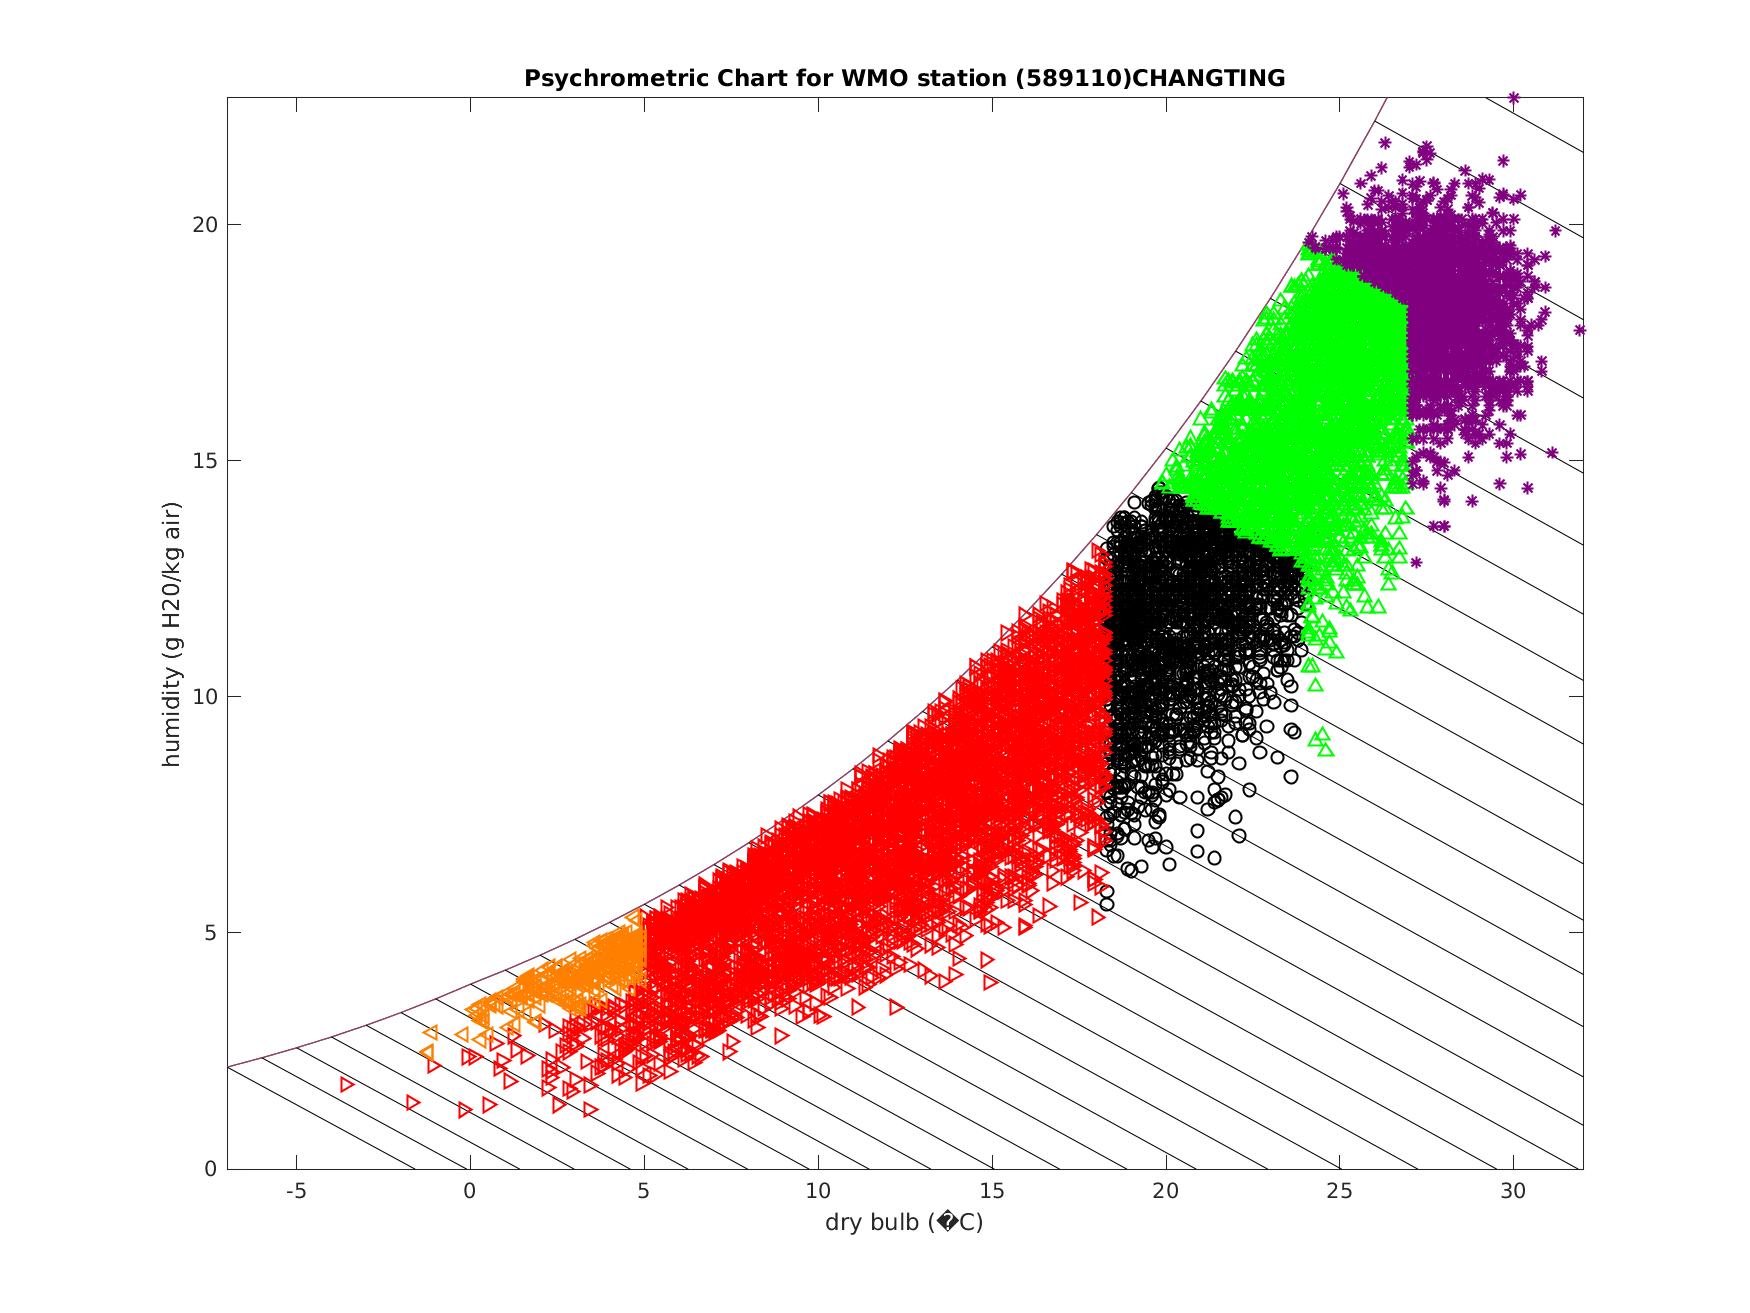 Psychrometric Chart for WMO station (589110)CHANGTING
humidity (g H20/kg air)
20
15
10
5
0
-5 0 5 10 15 20 25 30
dry bulb (�C)